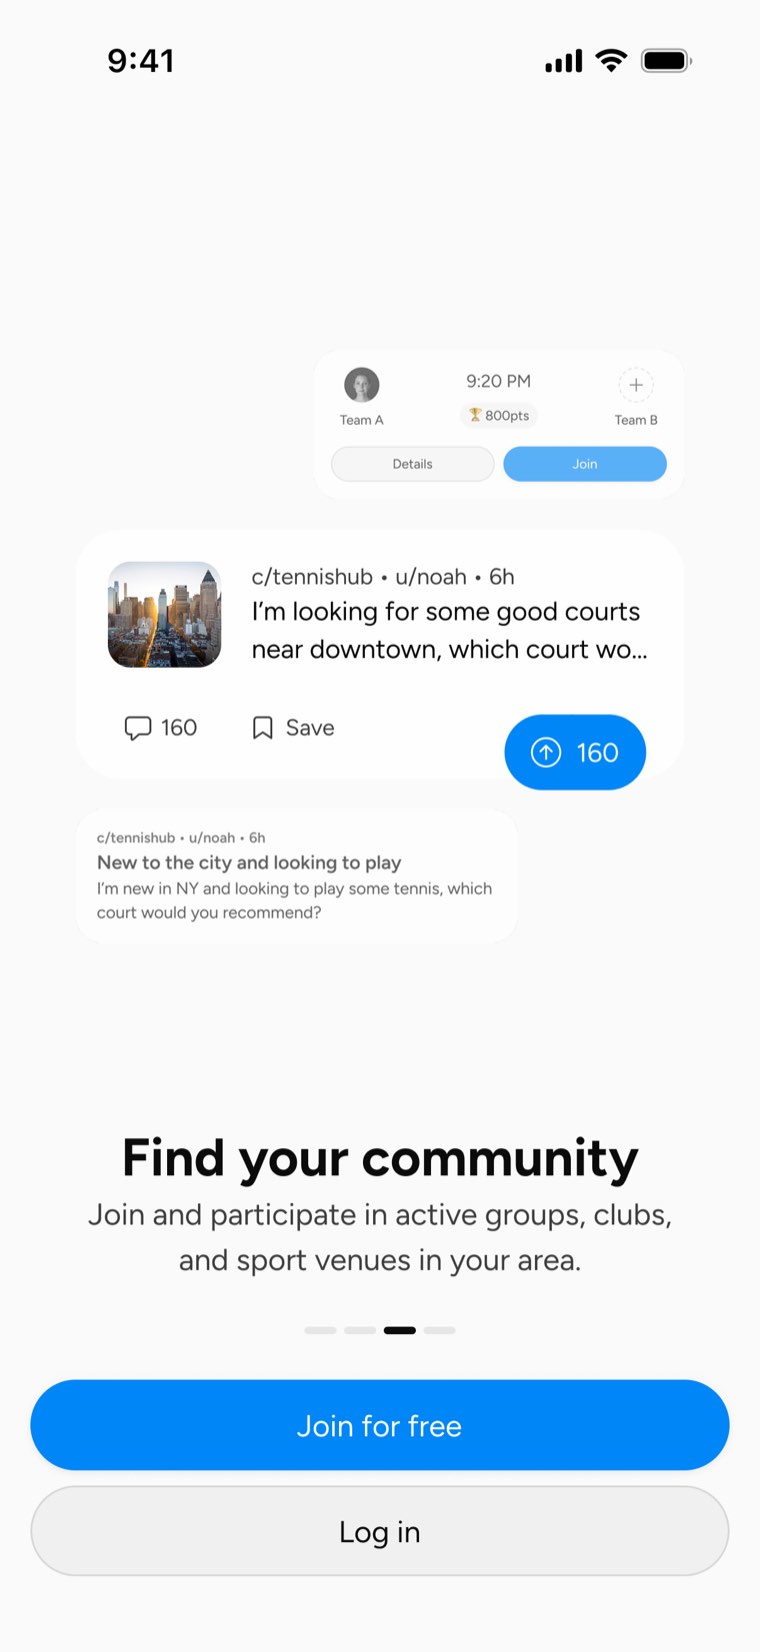 9:41
9:20 PM
🏆 800pts
Team A
Team B
Details
Join
c/tennishub • u/noah • 6h
I’m looking for some good courts
near downtown, which court wo...
160
Save
160
c/tennishub • u/noah • 6h
New to the city and looking to play
I’m new in NY and looking to play some tennis, which
court would you recommend?
Find your community
Join and participate in active groups, clubs,
and sport venues in your area.
Join for free
Log in